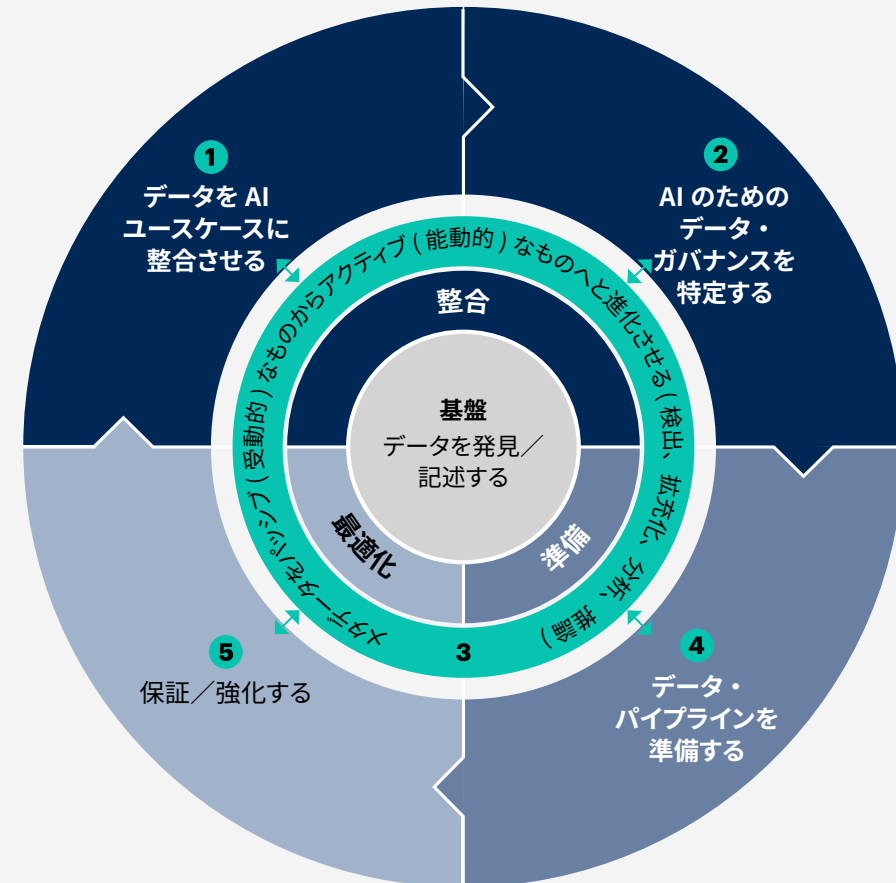 1
データを AI
ユースケースに
整合させる
2
AI のための
データ・
ガバナンスを
特定する
3
メタデータをパッシブ ( 受動的 ) なものからアクティブ ( 能動的 ) なものへと進化させる ( 検出、 拡充化、 分析、 推論 )
整合
基盤
データを発見／
記述する
最適化
準備
4
データ・
パイプラインを
準備する
5
保証／強化する